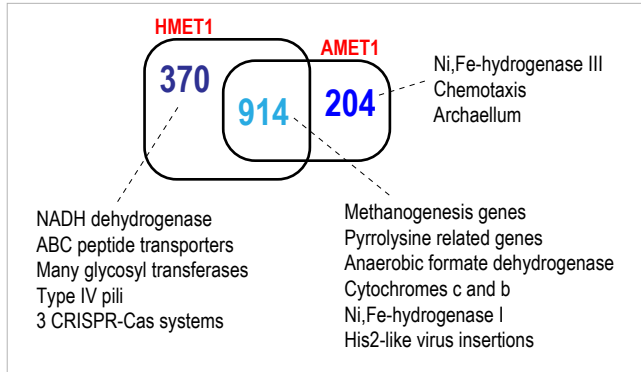 HMET1
AMET1
370
914
204
Ni,Fe-hydrogenase III
Chemotaxis
Archaellum
NADH dehydrogenase
ABC peptide transporters
Many glycosyl transferases
Type IV pili
3 CRISPR-Cas systems
Methanogenesis genes
Pyrrolysine related genes
Anaerobic formate dehydrogenase
Cytochromes c and b
Ni,Fe-hydrogenase I
His2-like virus insertions